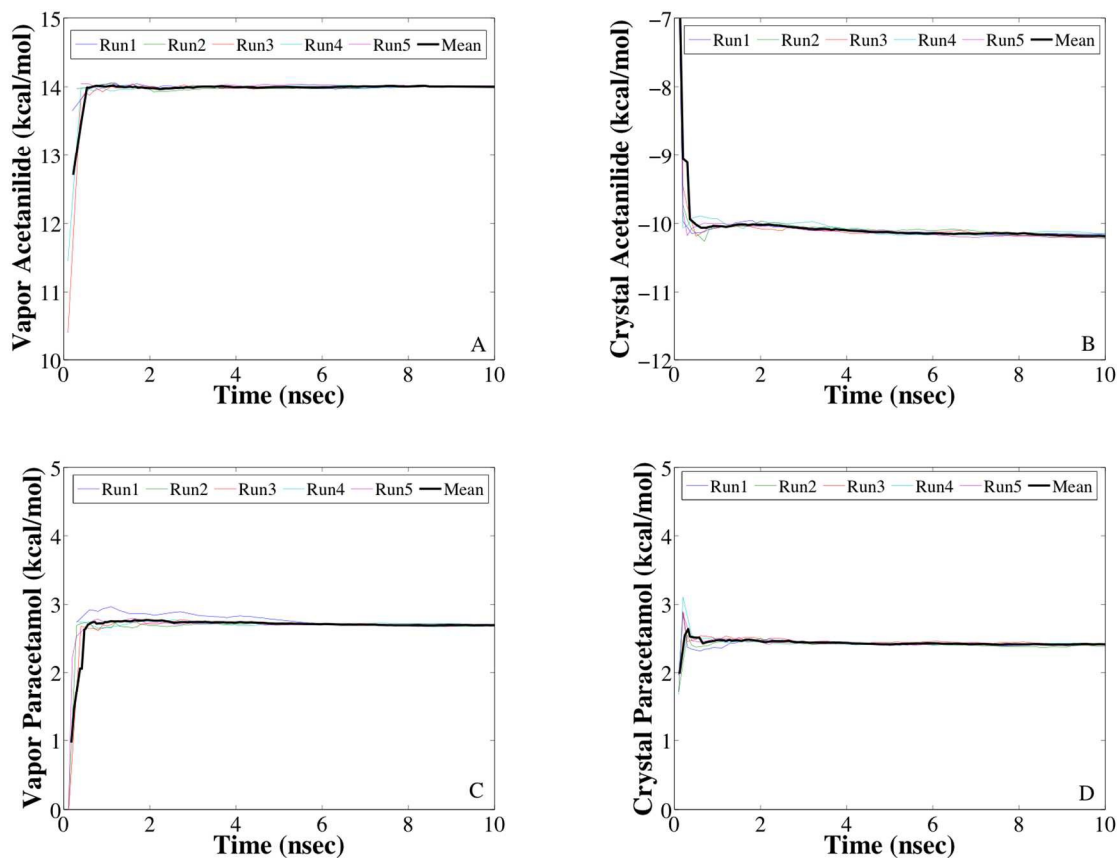 15
14
13
12
11
10
Vapor Acetanilide (kcal/mol)
Run1 Run2 Run3 Run4 Run5 Mean
A
0 2 4 6 8 10
Time (nsec)
−7
−8
−9
−10
−11
−12
Crystal Acetanilide (kcal/mol)
Run1 Run2 Run3 Run4 Run5 Mean
B
0 2 4 6 8 10
Time (nsec)
5
4
3
2
1
0
Vapor Paracetamol (kcal/mol)
Run1 Run2 Run3 Run4 Run5 Mean
C
0 2 4 6 8 10
Time (nsec)
5
4
3
2
1
0
Crystal Paracetamol (kcal/mol)
Run1 Run2 Run3 Run4 Run5 Mean
D
0 2 4 6 8 10
Time (nsec)